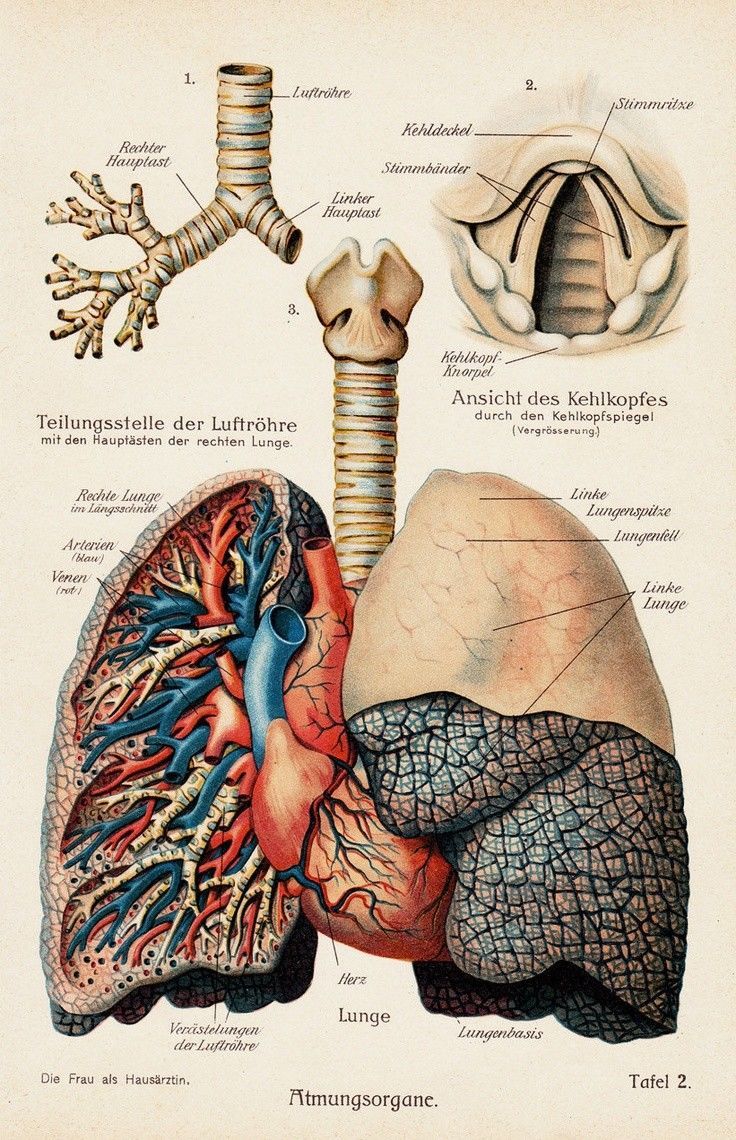 1.
Luftröhre
Rechter
Hauptast
Linker
Hauptast
Teilungsstelle der Luftröhre
mit den Hauptästen der rechten Lunge.
2.
Stimmritze
Kehldeckel
Stimmbänder
Kehlkopf-
Knorpel
Ansicht des Kehlkopfes
durch den Kehlkopfspiegel
(Vergrösserung.)
3.
Rechte Lunge
im Längsschnitt
Arterien
(blau)
Venen
(rot)
Linke
Lungenspitze
Lungenfell
Linke
Lunge
Herz
Lunge
Verästelungen
der Luftröhre
Lungenbasis
Die Frau als Hausärztin.
Tafel 2.
Atmungsorgane.